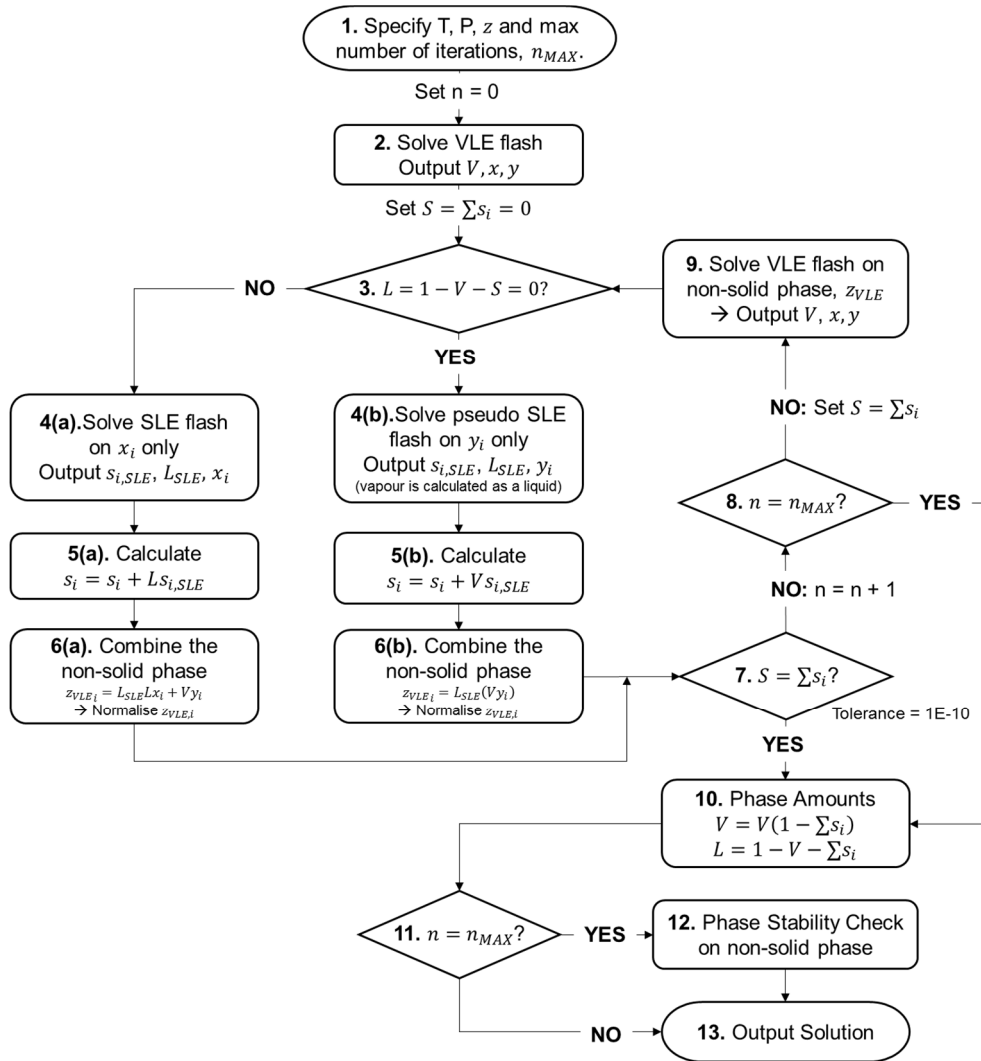 1. Specify T, P, z and max
number of iterations, n_MAX.
Set n = 0
2. Solve VLE flash
Output V, x, y
Set S = ∑s_i = 0
3. L = 1 − V − S = 0?
NO
YES
9. Solve VLE flash on
non-solid phase, z_VLE
→ Output V, x, y
4(a).Solve SLE flash
on x_i only
Output s_i,SLE, L_SLE, x_i
4(b).Solve pseudo SLE
flash on y_i only
Output s_i,SLE, L_SLE, y_i
(vapour is calculated as a liquid)
NO: Set S = ∑s_i
8. n = n_MAX?
YES
5(a). Calculate
s_i = s_i + Ls_i,SLE
5(b). Calculate
s_i = s_i + Vs_i,SLE
NO: n = n + 1
6(a). Combine the
non-solid phase
z_VLE_i = L_SLE Lx_i + Vy_i
→ Normalise z_VLE,i
6(b). Combine the
non-solid phase
z_VLE_i = L_SLE(Vy_i)
→ Normalise z_VLE,i
7. S = ∑s_i?
Tolerance = 1E-10
YES
10. Phase Amounts
V = V(1 − ∑s_i)
L = 1 − V − ∑s_i
11. n = n_MAX?
YES
12. Phase Stability Check
on non-solid phase
NO
13. Output Solution